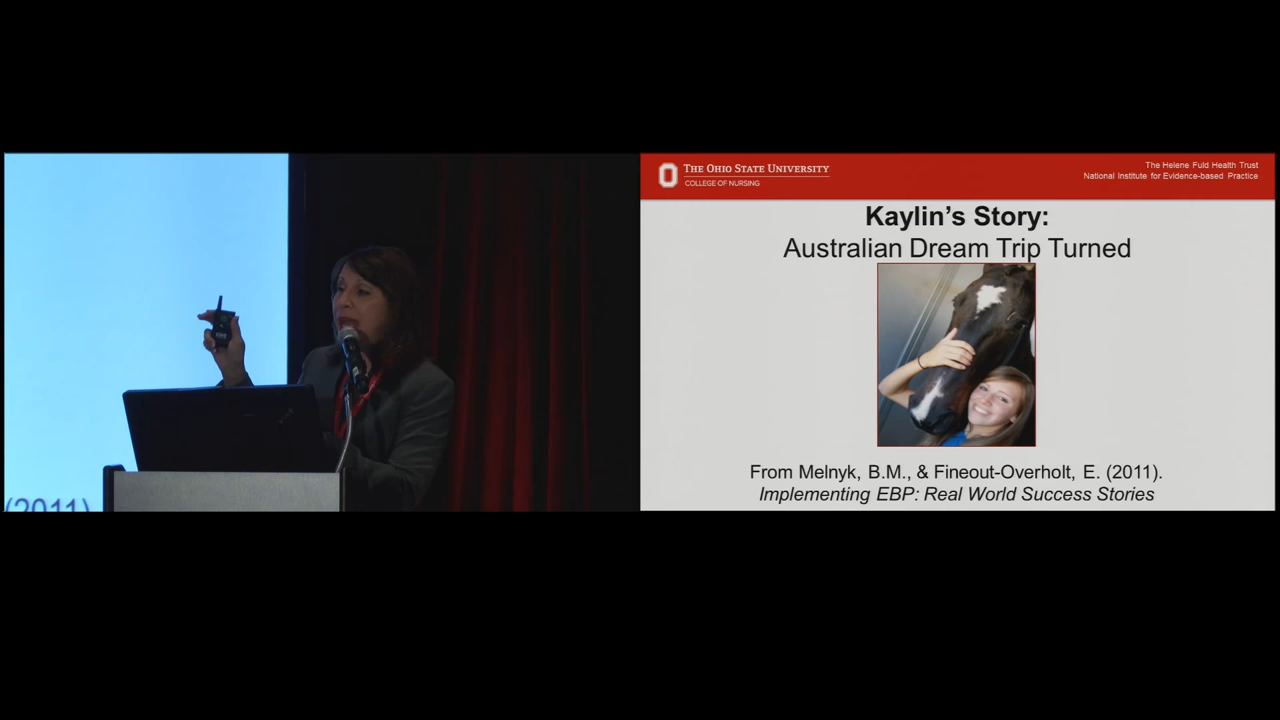 (2011)
THE OHIO STATE UNIVERSITY
COLLEGE OF NURSING
The Helene Fuld Health Trust
National Institute for Evidence-based Practice
Kaylin's Story:
Australian Dream Trip Turned
From Melnyk, B.M., & Fineout-Overholt, E. (2011).
Implementing EBP: Real World Success Stories